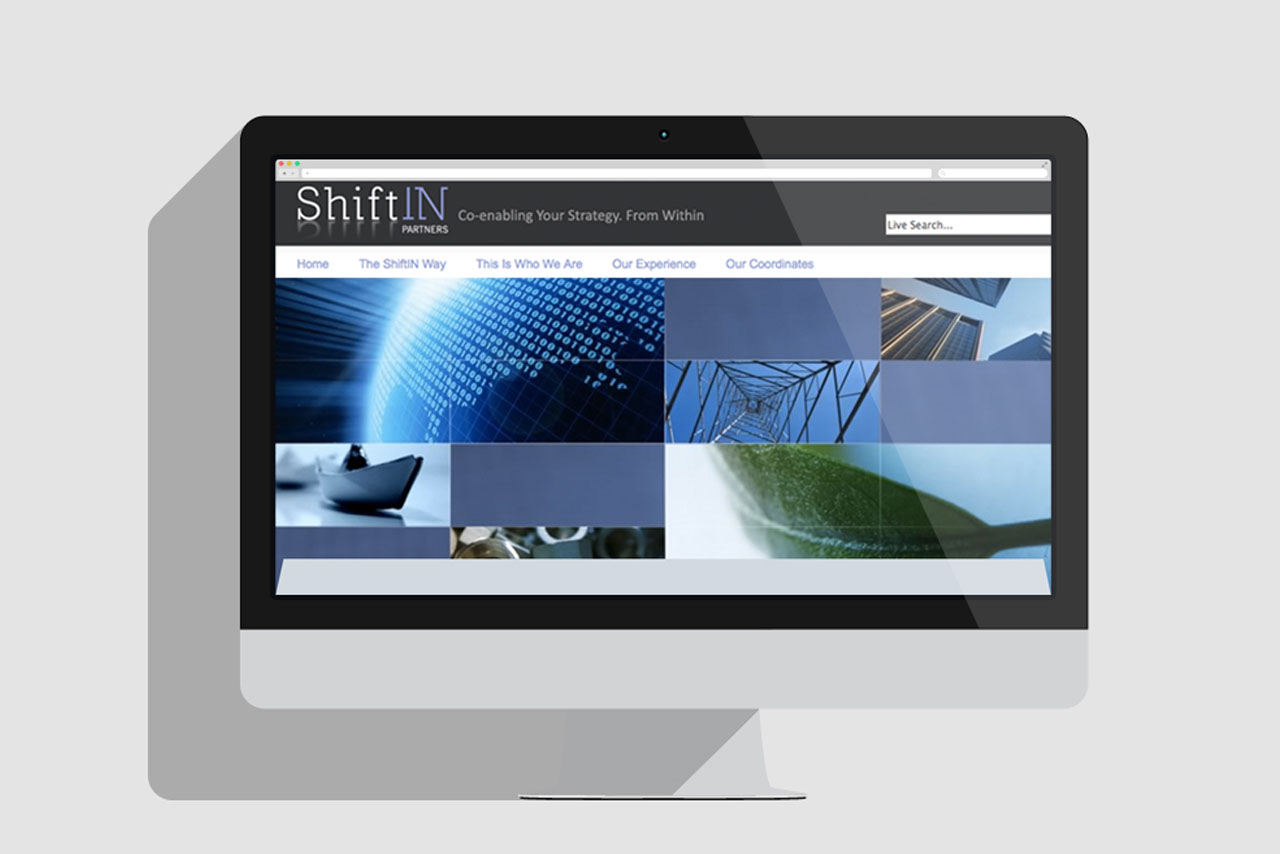 ShiftIN
PARTNERS
Co-enabling Your Strategy. From Within
Live Search...
Home
The ShiftIN Way
This Is Who We Are
Our Experience
Our Coordinates